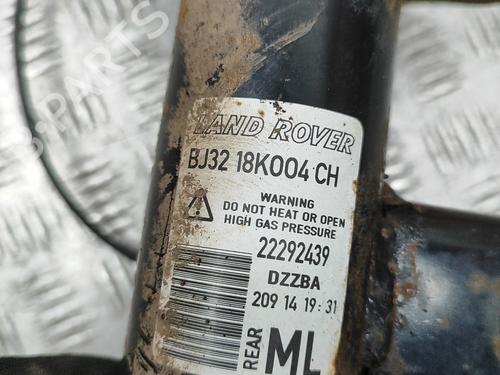 LAND ROVER
BJ32 18K004 CH
WARNING
DO NOT HEAT OR OPEN
HIGH GAS PRESSURE
22292439
DZZBA
209 14 19:31
REAR
ML